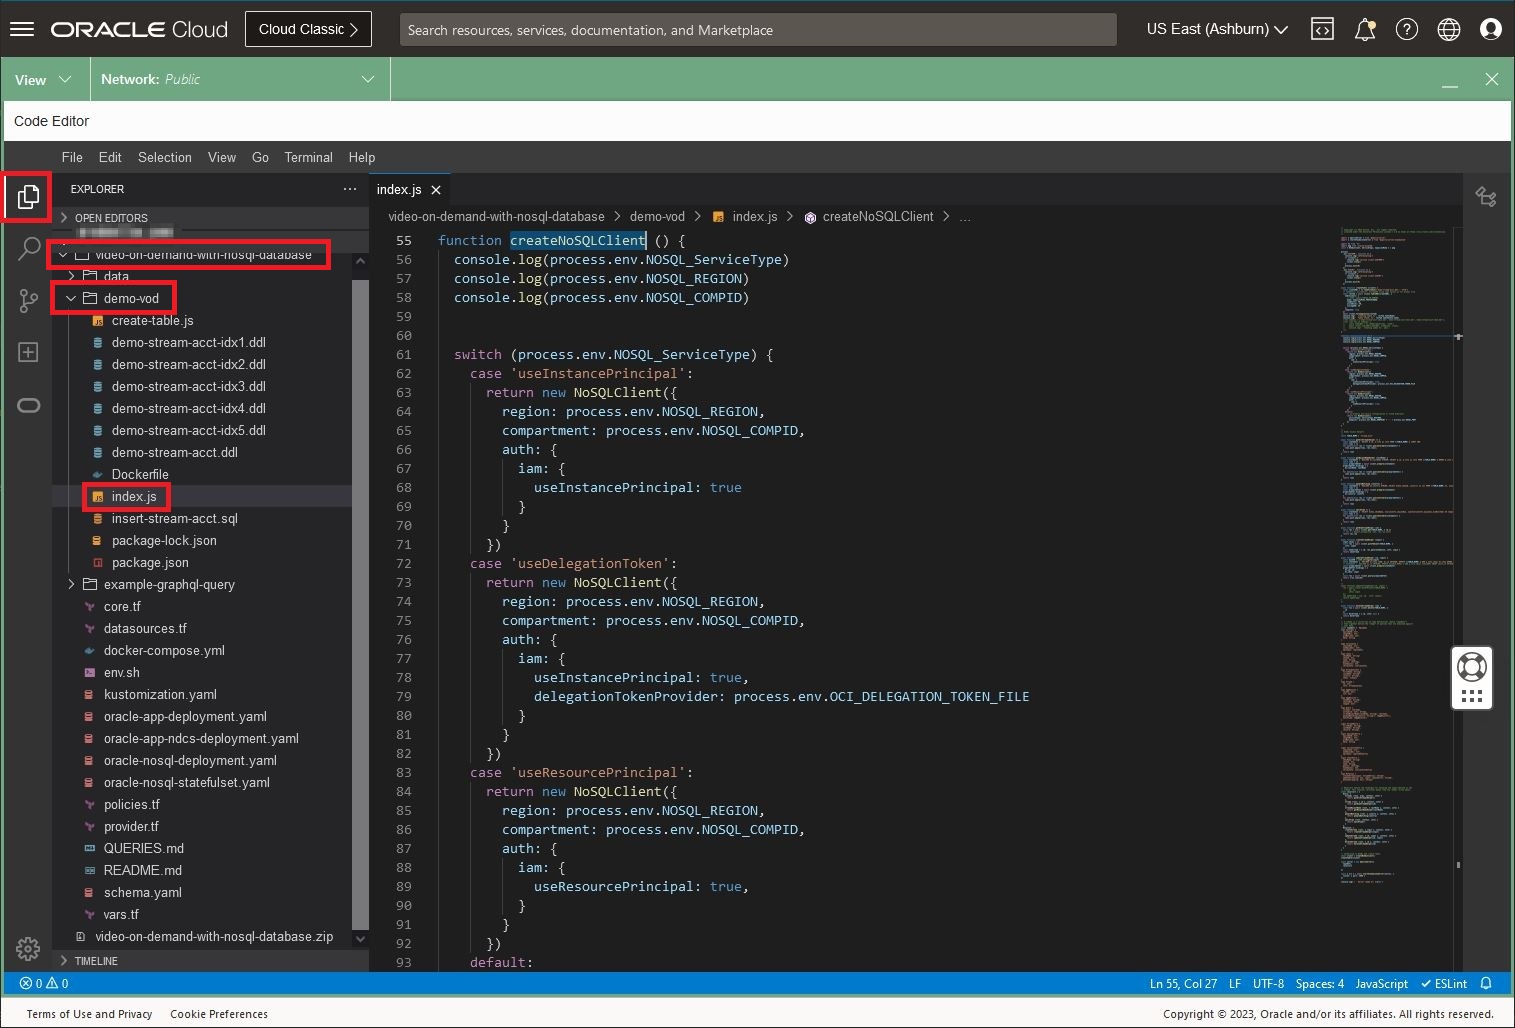 ORACLE Cloud
Cloud Classic
Search resources, services, documentation, and Marketplace
US East (Ashburn)
View
Network: Public
Code Editor
File Edit Selection View Go Terminal Help
EXPLORER
OPEN EDITORS
video-on-demand-with-nosql-database
data
demo-vod
create-table.js
demo-stream-acct-idx1.ddl
demo-stream-acct-idx2.ddl
demo-stream-acct-idx3.ddl
demo-stream-acct-idx4.ddl
demo-stream-acct-idx5.ddl
demo-stream-acct.ddl
Dockerfile
index.js
insert-stream-acct.sql
package-lock.json
package.json
example-graphql-query
core.tf
datasources.tf
docker-compose.yml
env.sh
kustomization.yaml
oracle-app-deployment.yaml
oracle-app-ndcs-deployment.yaml
oracle-nosql-deployment.yaml
oracle-nosql-statefulset.yaml
policies.tf
provider.tf
QUERIES.md
README.md
schema.yaml
vars.tf
video-on-demand-with-nosql-database.zip
TIMELINE
index.js
video-on-demand-with-nosql-database > demo-vod > JS index.js > createNoSQLClient > ...
55 function createNoSQLClient () {
56 console.log(process.env.NOSQL_ServiceType)
57 console.log(process.env.NOSQL_REGION)
58 console.log(process.env.NOSQL_COMPID)
59
60
61 switch (process.env.NOSQL_ServiceType) {
62 case 'useInstancePrincipal':
63 return new NoSQLClient({
64 region: process.env.NOSQL_REGION,
65 compartment: process.env.NOSQL_COMPID,
66 auth: {
67 iam: {
68 useInstancePrincipal: true
69 }
70 }
71 })
72 case 'useDelegationToken':
73 return new NoSQLClient({
74 region: process.env.NOSQL_REGION,
75 compartment: process.env.NOSQL_COMPID,
76 auth: {
77 iam: {
78 useInstancePrincipal: true,
79 delegationTokenProvider: process.env.OCI_DELEGATION_TOKEN_FILE
80 }
81 }
82 })
83 case 'useResourcePrincipal':
84 return new NoSQLClient({
85 region: process.env.NOSQL_REGION,
86 compartment: process.env.NOSQL_COMPID,
87 auth: {
88 iam: {
89 useResourcePrincipal: true,
90 }
91 }
92 })
93 default:
0 0
Ln 55, Col 27 LF UTF-8 Spaces: 4 JavaScript ESLint
Terms of Use and Privacy Cookie Preferences
Copyright © 2023, Oracle and/or its affiliates. All rights reserved.